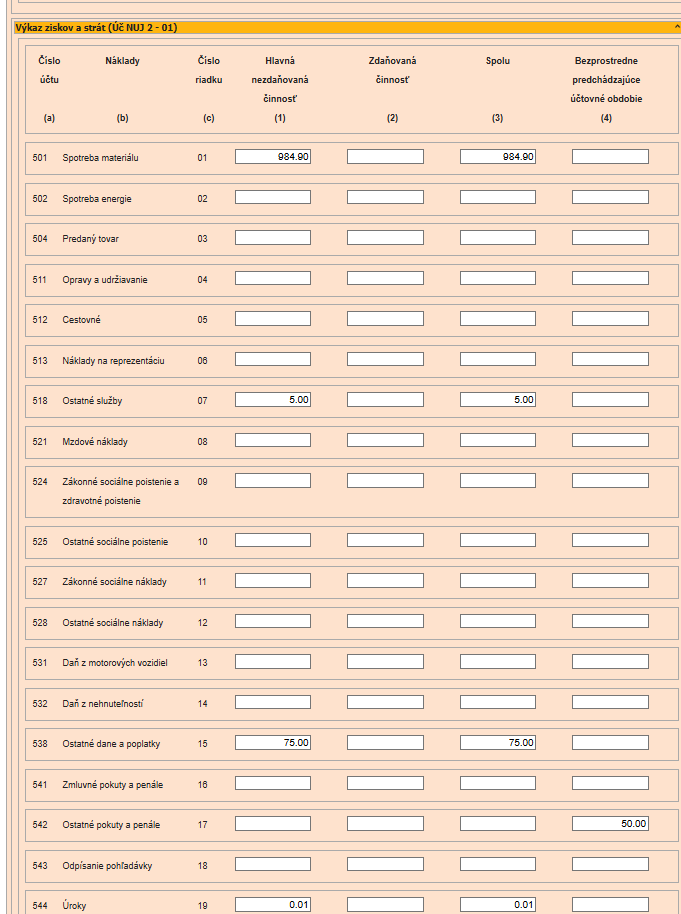 Výkaz ziskov a strát (Úč NUJ 2 - 01)
Číslo účtu Náklady Číslo riadku Hlavná nezdaňovaná činnosť Zdaňovaná činnosť Spolu Bezprostredne predchádzajúce účtovné obdobie
(a) (b) (c) (1) (2) (3) (4)
501 Spotreba materiálu 01 984.90 984.90
502 Spotreba energie 02
504 Predaný tovar 03
511 Opravy a udržiavanie 04
512 Cestovné 05
513 Náklady na reprezentáciu 06
518 Ostatné služby 07 5.00 5.00
521 Mzdové náklady 08
524 Zákonné sociálne poistenie a 09
zdravotné poistenie
525 Ostatné sociálne poistenie 10
527 Zákonné sociálne náklady 11
528 Ostatné sociálne náklady 12
531 Daň z motorových vozidiel 13
532 Daň z nehnuteľností 14
538 Ostatné dane a poplatky 15 75.00 75.00
541 Zmluvné pokuty a penále 16
542 Ostatné pokuty a penále 17 50.00
543 Odpísanie pohľadávky 18
544 Úroky 19 0.01 0.01